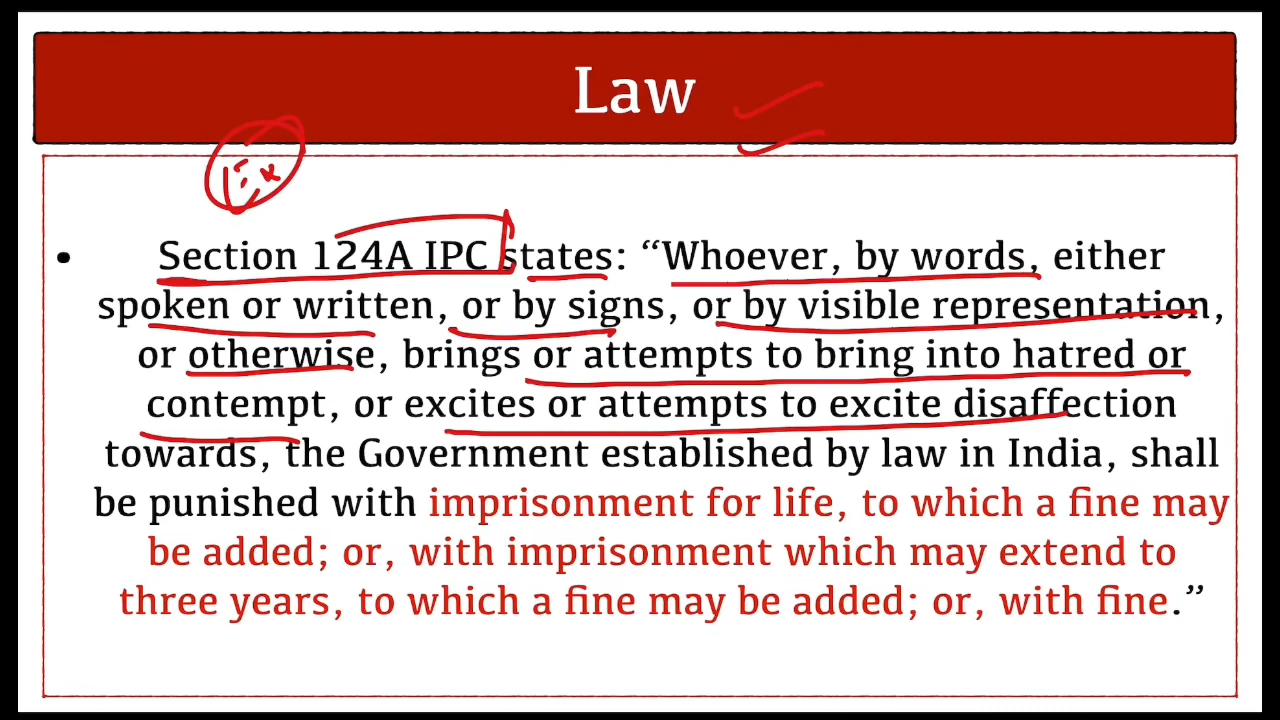 Law
Ex
• Section 124A IPC states: “Whoever, by words, either
spoken or written, or by signs, or by visible representation,
or otherwise, brings or attempts to bring into hatred or
contempt, or excites or attempts to excite disaffection
towards, the Government established by law in India, shall
be punished with imprisonment for life, to which a fine may
be added; or, with imprisonment which may extend to
three years, to which a fine may be added; or, with fine.”